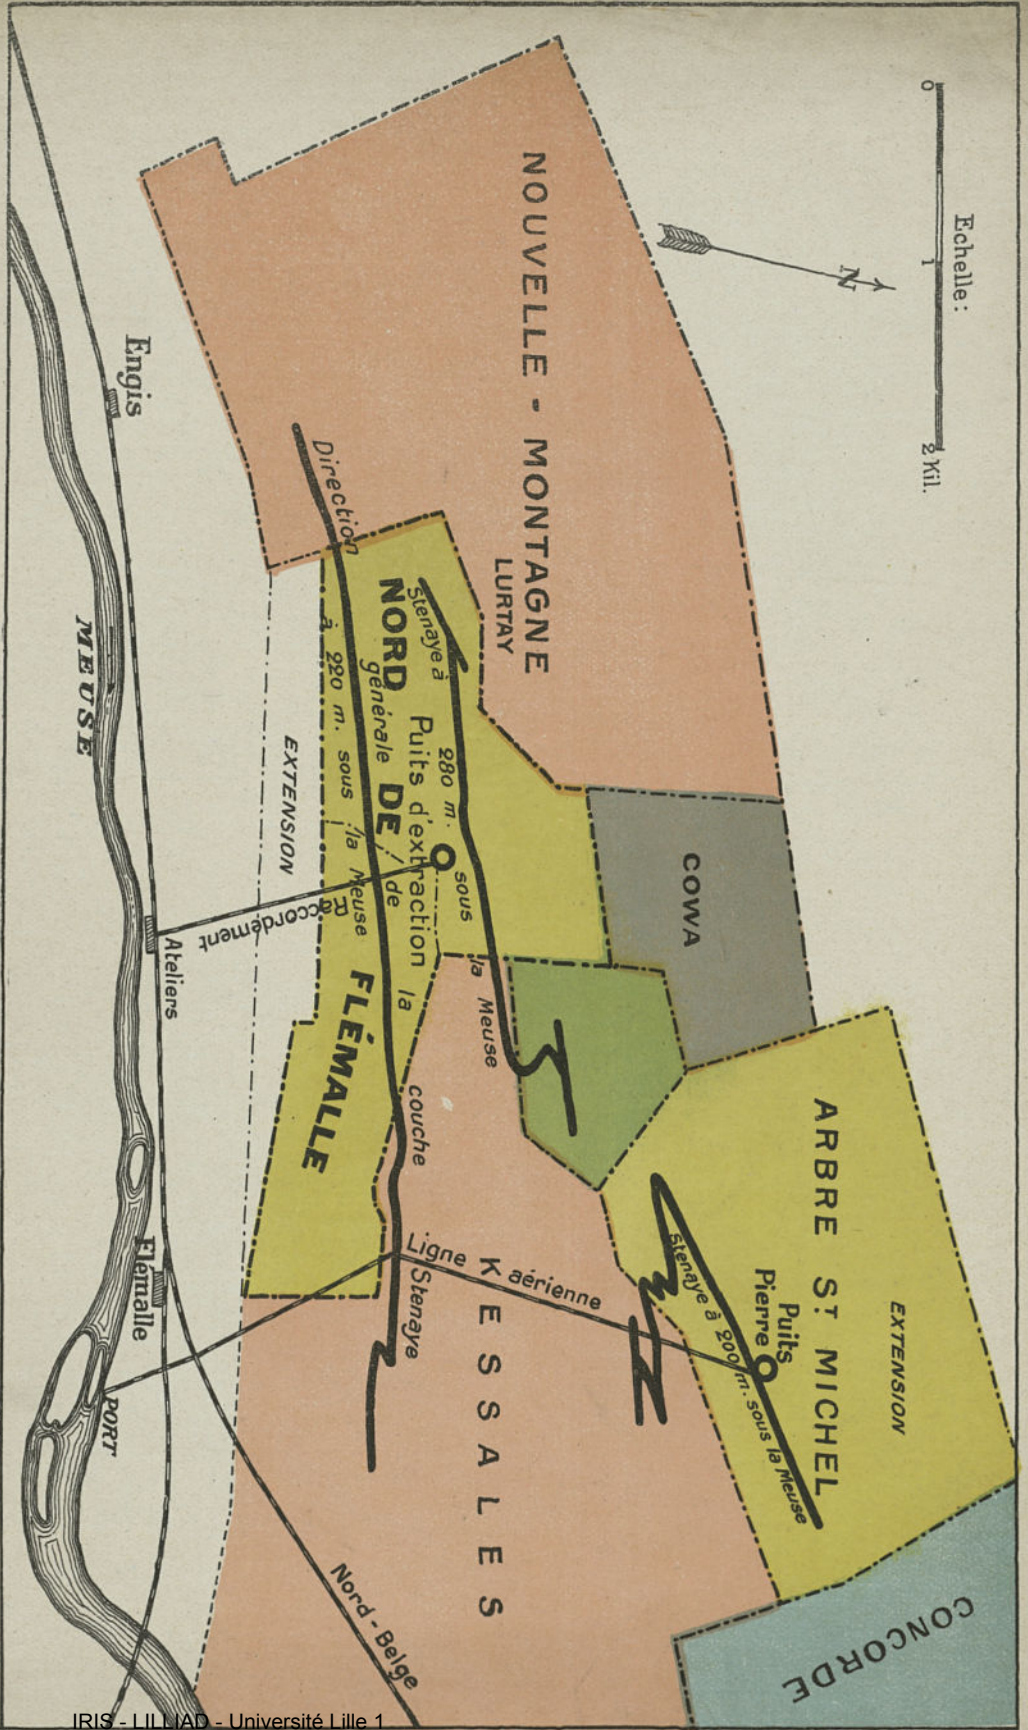 Echelle :
0 1 2 Kil.
N
NOUVELLE - MONTAGNE
LURTAY
COWA
ARBRE ST MICHEL
EXTENSION
Puits
Pierre
Stenaye à 200 m. sous la Meuse
CONCORDE
KESSALES
Ligne aérienne
NORD DE FLÉMALLE
Stenaye à 280 m. sous la Meuse
Puits d'extraction
Direction générale de la couche Stenaye
à 220 m. sous la Meuse
EXTENSION
Raccordement
Engis
Ateliers
Flémalle
PORT
MEUSE
Nord - Belge
IRIS - LILLIAD - Université Lille 1